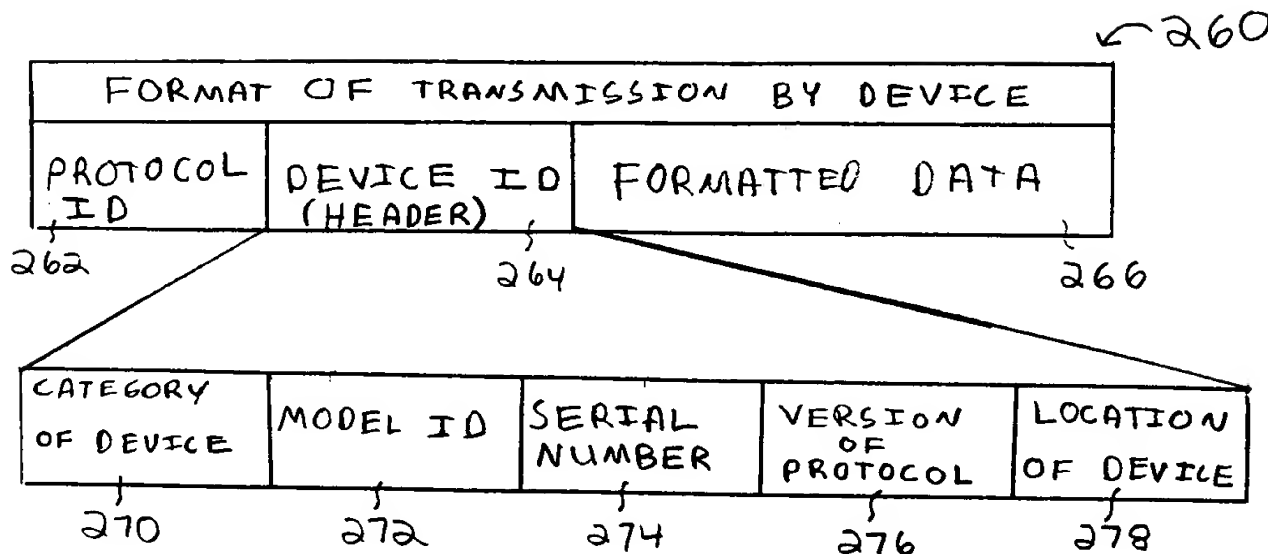 260
FORMAT OF TRANSMISSION BY DEVICE
PROTOCOL ID
DEVICE ID (HEADER)
FORMATTED DATA
262
264
266
CATEGORY OF DEVICE
MODEL ID
SERIAL NUMBER
VERSION OF PROTOCOL
LOCATION OF DEVICE
270
272
274
276
278